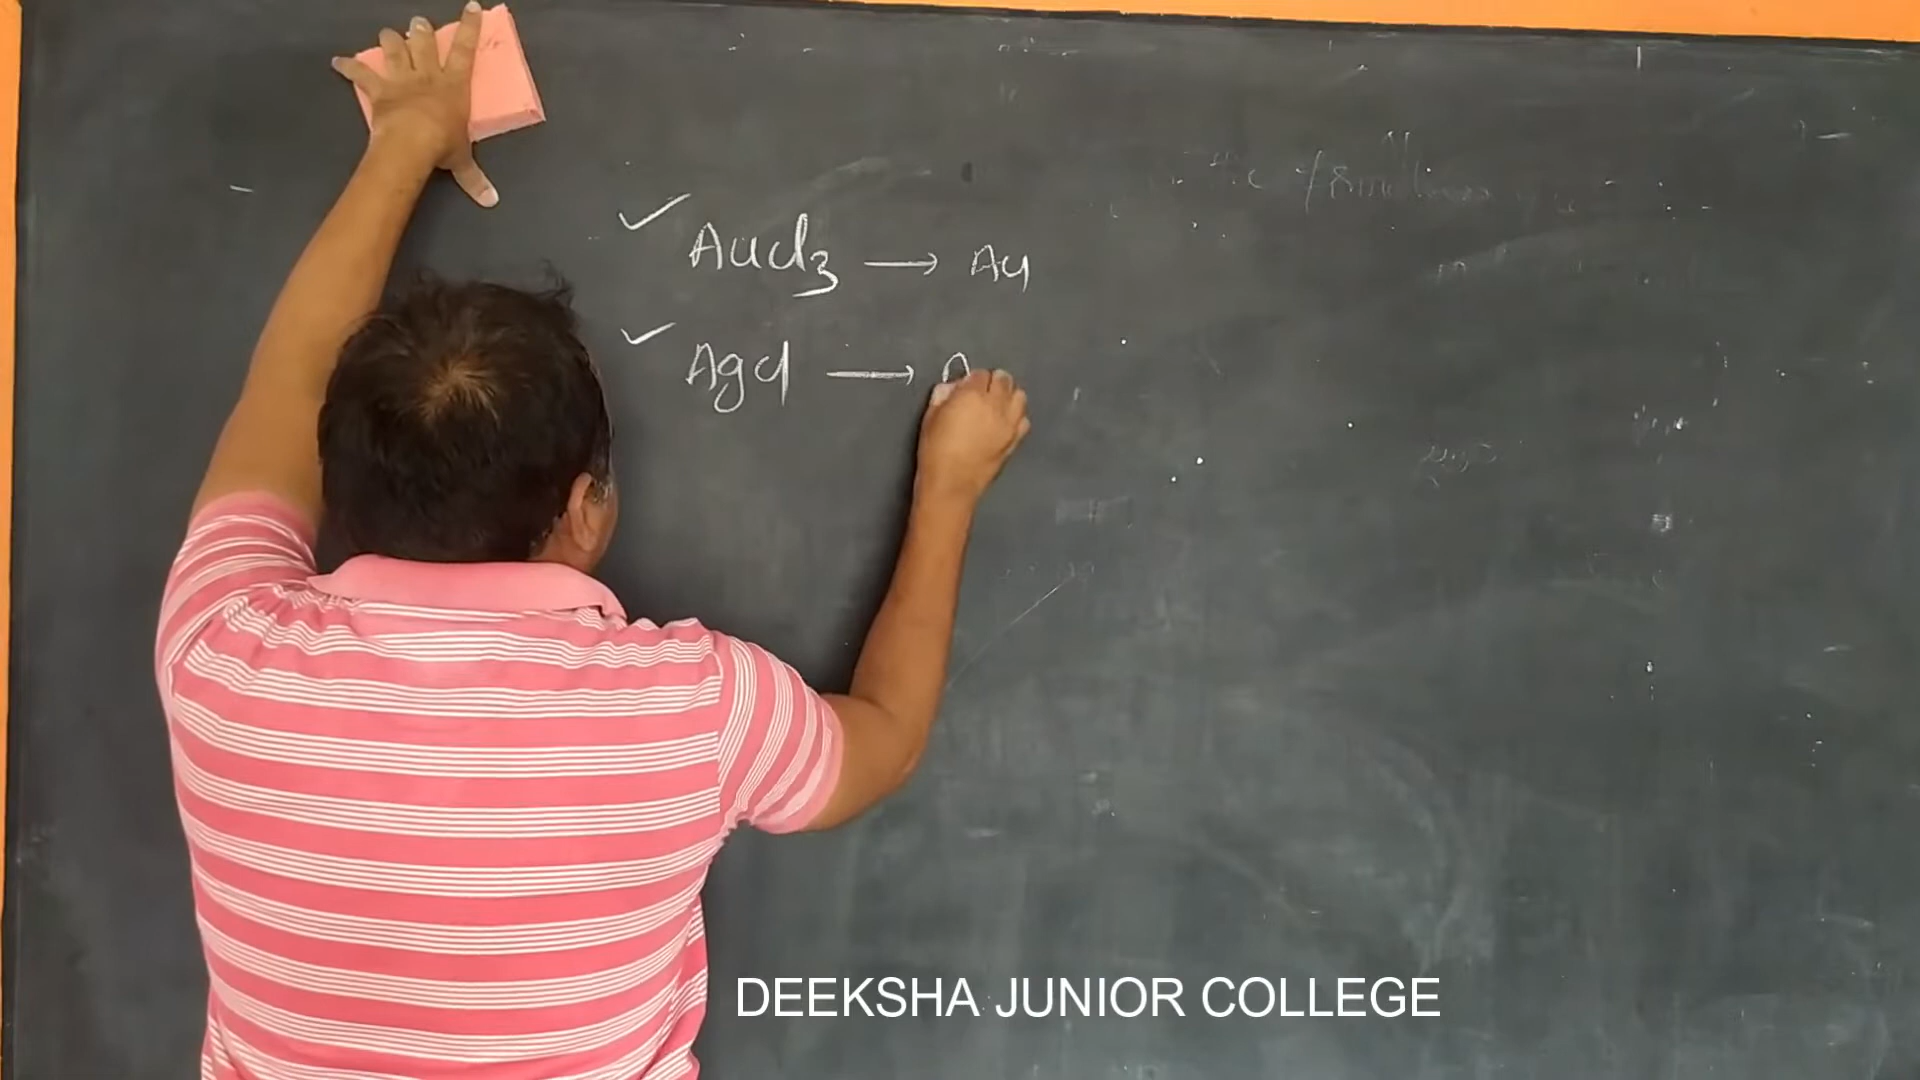 ✓ AuCl3 → Au
✓ AgCl → A
DEEKSHA JUNIOR COLLEGE